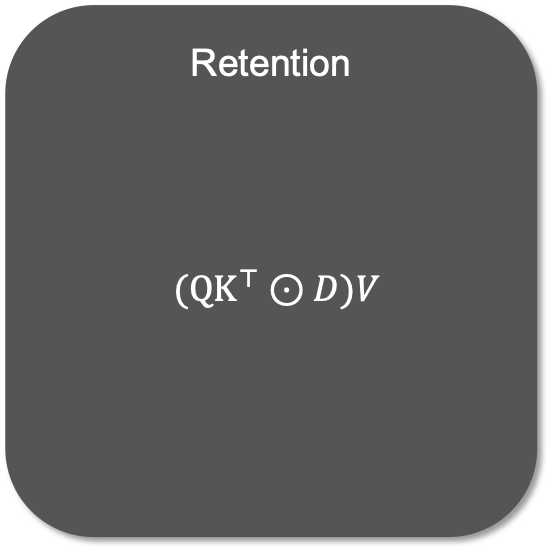 Retention
(QK⊤ ⊙ D)V